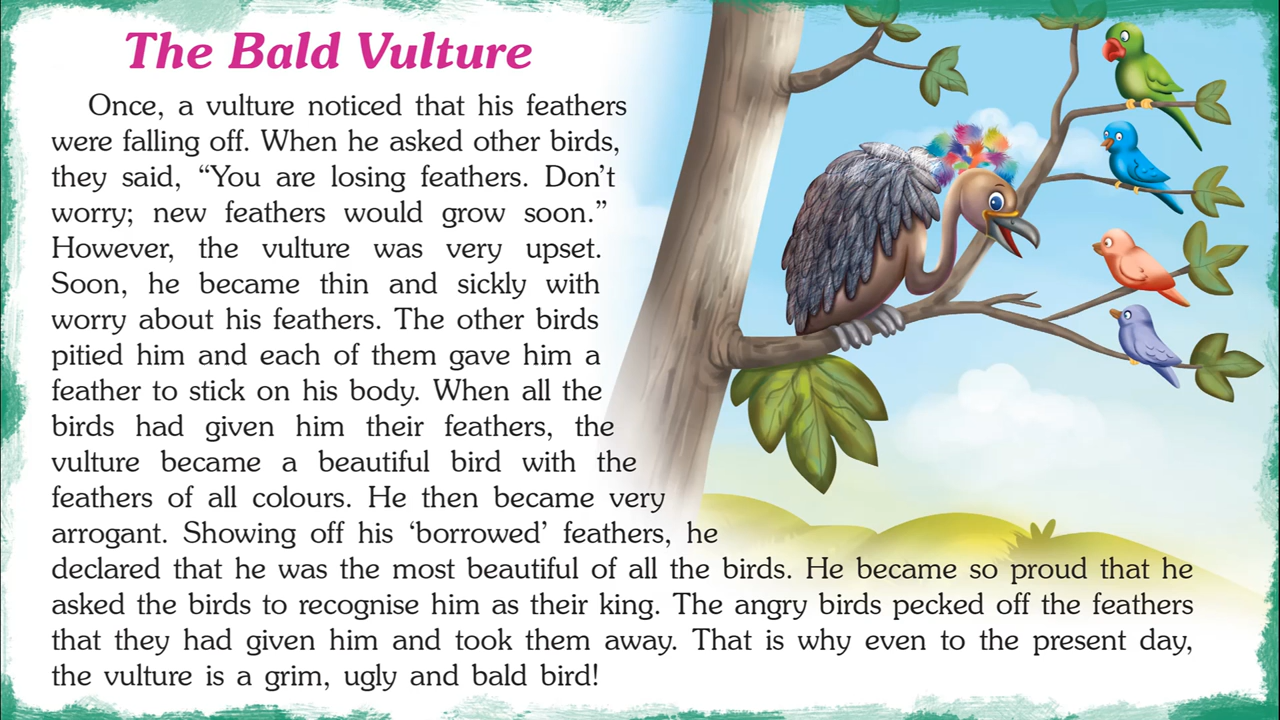 The Bald Vulture
Once, a vulture noticed that his feathers
were falling off. When he asked other birds,
they said, “You are losing feathers. Don’t
worry; new feathers would grow soon.”
However, the vulture was very upset.
Soon, he became thin and sickly with
worry about his feathers. The other birds
pitied him and each of them gave him a
feather to stick on his body. When all the
birds had given him their feathers, the
vulture became a beautiful bird with the
feathers of all colours. He then became very
arrogant. Showing off his ‘borrowed’ feathers, he
declared that he was the most beautiful of all the birds. He became so proud that he
asked the birds to recognise him as their king. The angry birds pecked off the feathers
that they had given him and took them away. That is why even to the present day,
the vulture is a grim, ugly and bald bird!